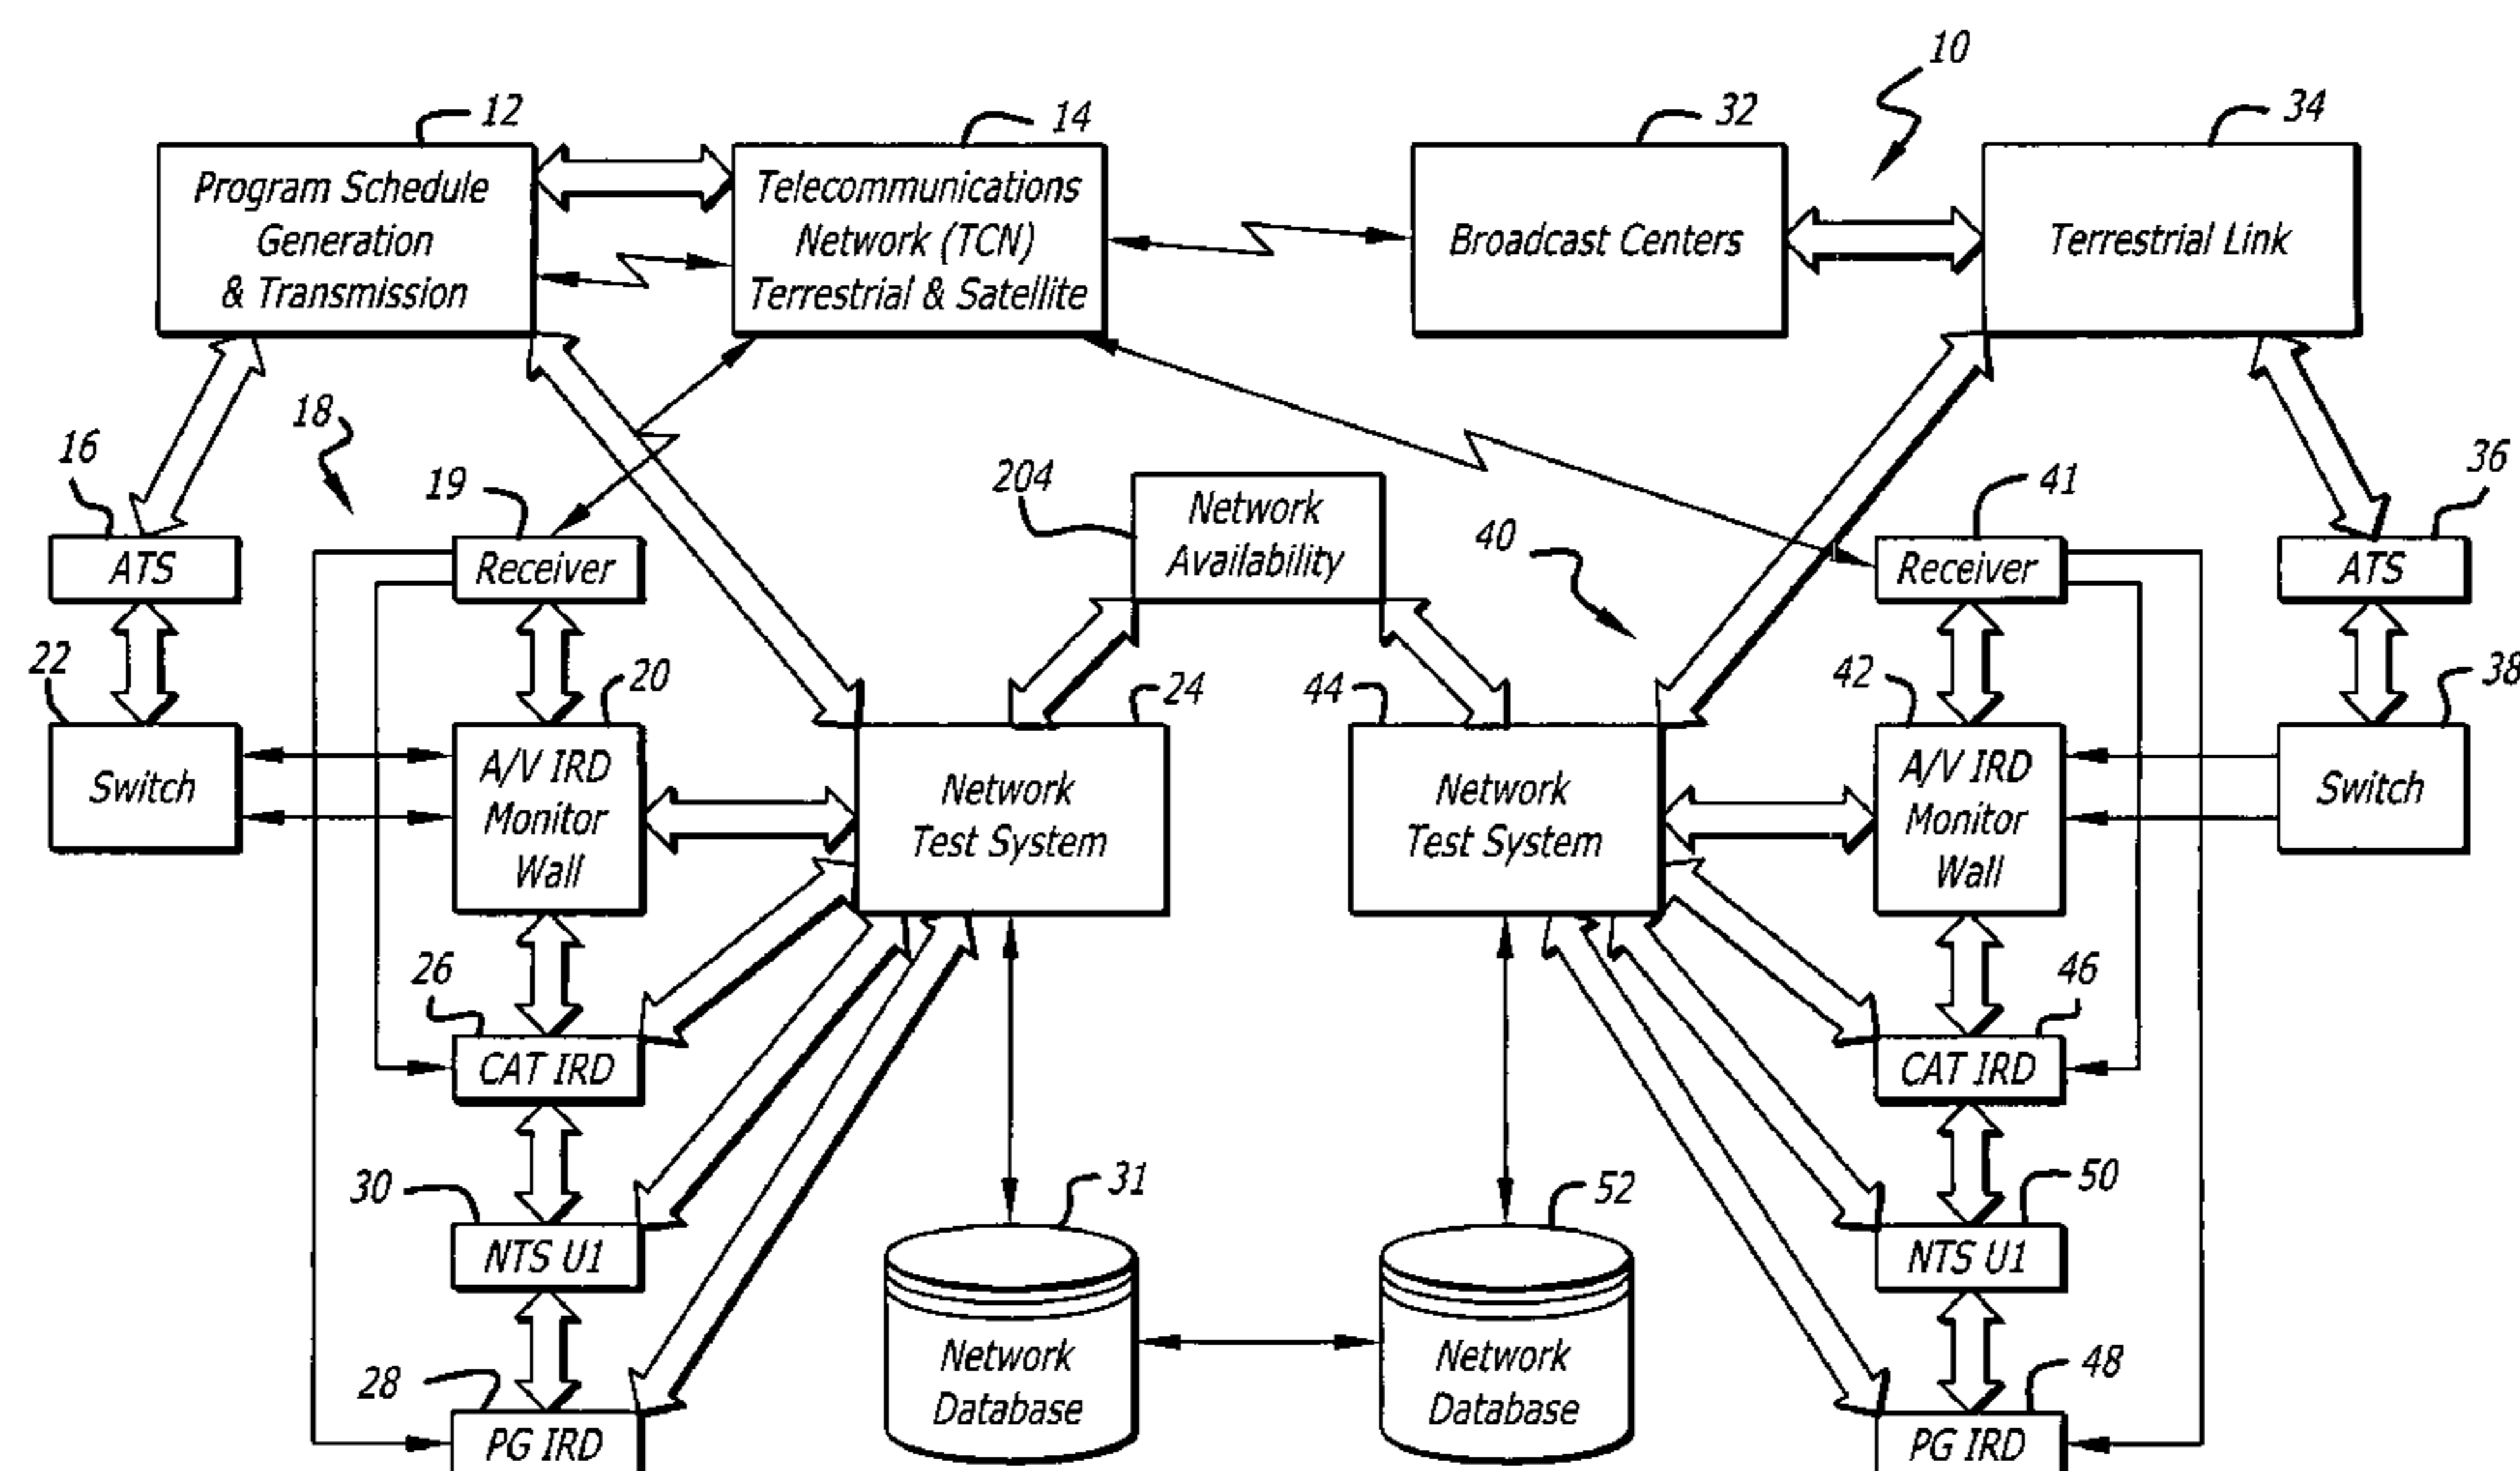 10
12
14
32
34
Program Schedule
Generation
& Transmission
Telecommunications
Network (TCN)
Terrestrial & Satellite
Broadcast Centers
Terrestrial Link
18
16
19
204
40
41
36
ATS
Receiver
Network
Availability
Receiver
ATS
22
20
24
44
42
38
Switch
A/V IRD
Monitor
Wall
Network
Test System
Network
Test System
A/V IRD
Monitor
Wall
Switch
26
46
CAT IRD
CAT IRD
30
31
52
50
NTS U1
NTS U1
28
48
Network
Database
Network
Database
PG IRD
PG IRD